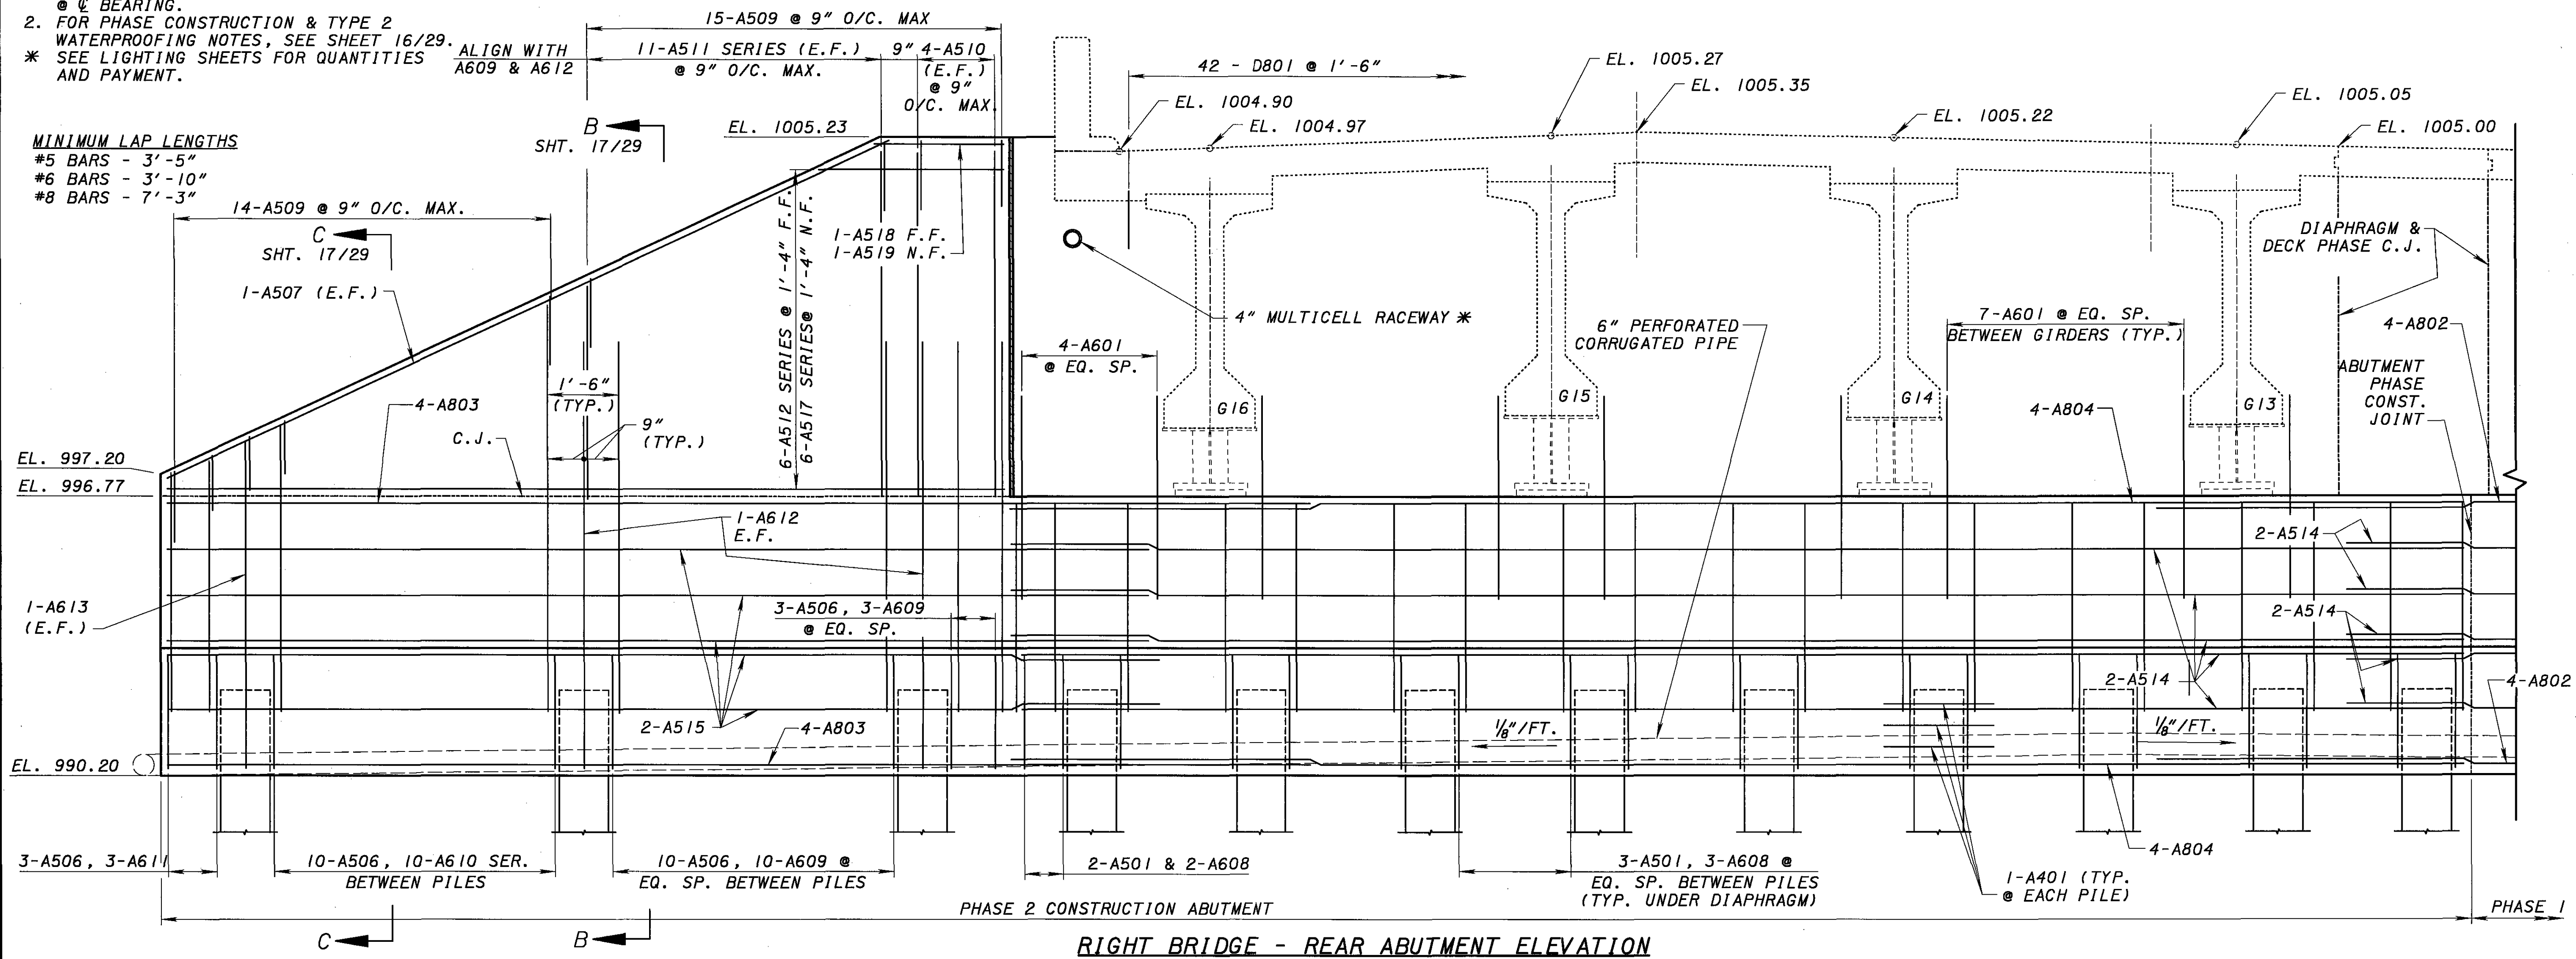 @ ℄ BEARING.
2. FOR PHASE CONSTRUCTION & TYPE 2
WATERPROOFING NOTES, SEE SHEET 16/29.
* SEE LIGHTING SHEETS FOR QUANTITIES
AND PAYMENT.
MINIMUM LAP LENGTHS
#5 BARS - 3'-5"
#6 BARS - 3'-10"
#8 BARS - 7'-3"
ALIGN WITH
A609 & A612
15-A509 @ 9" O/C. MAX
11-A511 SERIES (E.F.)
@ 9" O/C. MAX.
9"
4-A510
(E.F.)
@ 9"
O/C. MAX.
B
SHT. 17/29
EL. 1005.23
14-A509 @ 9" O/C. MAX.
C
SHT. 17/29
1-A507 (E.F.)
6-A512 SERIES @ 1'-4" F.F.
6-A517 SERIES@ 1'-4" N.F.
1-A518 F.F.
1-A519 N.F.
42 - D801 @ 1'-6"
EL. 1004.90
EL. 1004.97
EL. 1005.27
EL. 1005.35
EL. 1005.22
EL. 1005.05
EL. 1005.00
DIAPHRAGM &
DECK PHASE C.J.
4" MULTICELL RACEWAY *
6" PERFORATED
CORRUGATED PIPE
4-A601
@ EQ. SP.
7-A601 @ EQ. SP.
BETWEEN GIRDERS (TYP.)
4-A802
ABUTMENT
PHASE
CONST.
JOINT
G16
G15
G14
G13
4-A804
1'-6"
(TYP.)
9"
(TYP.)
4-A803
C.J.
EL. 997.20
EL. 996.77
1-A612
E.F.
1-A613
(E.F.)
3-A506, 3-A609
@ EQ. SP.
2-A514
2-A514
2-A514
4-A802
2-A515
4-A803
1/8"/FT.
1/8"/FT.
EL. 990.20
3-A506, 3-A611
10-A506, 10-A610 SER.
BETWEEN PILES
10-A506, 10-A609 @
EQ. SP. BETWEEN PILES
2-A501 & 2-A608
3-A501, 3-A608 @
EQ. SP. BETWEEN PILES
(TYP. UNDER DIAPHRAGM)
4-A804
1-A401 (TYP.
@ EACH PILE)
PHASE 2 CONSTRUCTION ABUTMENT
PHASE 1
C
B
RIGHT BRIDGE - REAR ABUTMENT ELEVATION